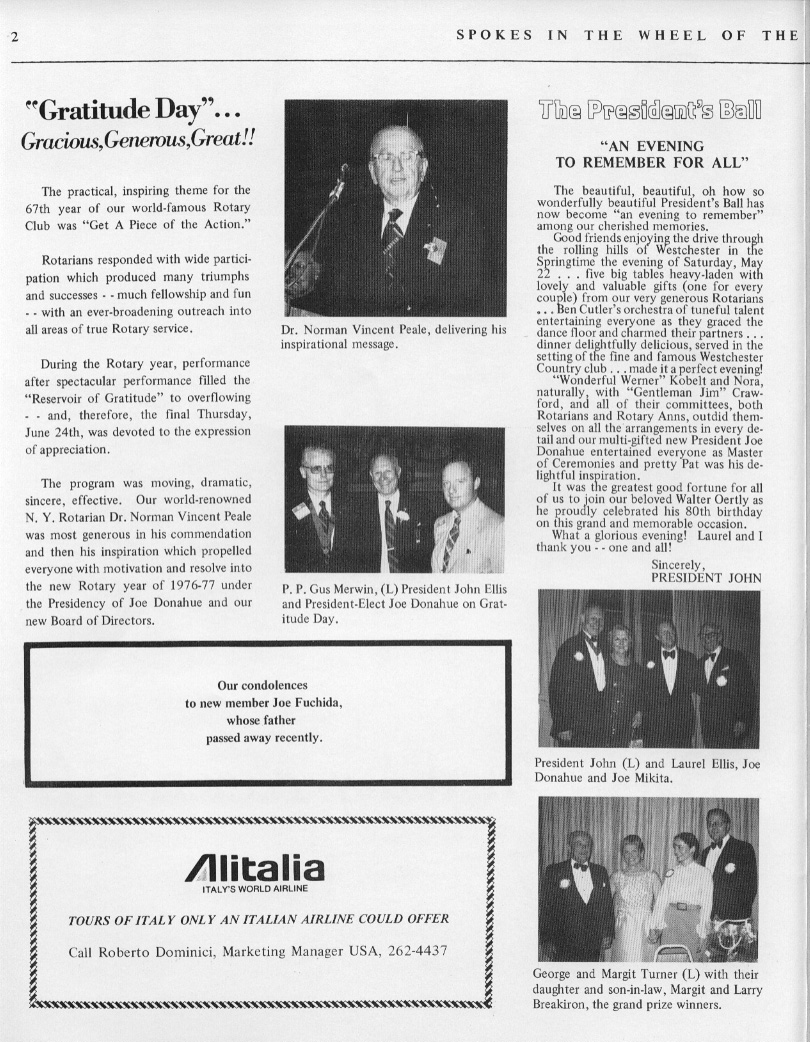 2
SPOKES IN THE WHEEL OF THE
"Gratitude Day"...
Gracious,Generous,Great!!
The practical, inspiring theme for the
67th year of our world-famous Rotary
Club was "Get A Piece of the Action."
Rotarians responded with wide partici-
pation which produced many triumphs
and successes - - much fellowship and fun
- - with an ever-broadening outreach into
all areas of true Rotary service.
During the Rotary year, performance
after spectacular performance filled the
"Reservoir of Gratitude" to overflowing
- - and, therefore, the final Thursday,
June 24th, was devoted to the expression
of appreciation.
The program was moving, dramatic,
sincere, effective. Our world-renowned
N. Y. Rotarian Dr. Norman Vincent Peale
was most generous in his commendation
and then his inspiration which propelled
everyone with motivation and resolve into
the new Rotary year of 1976-77 under
the Presidency of Joe Donahue and our
new Board of Directors.
Dr. Norman Vincent Peale, delivering his
inspirational message.
P. P. Gus Merwin, (L) President John Ellis
and President-Elect Joe Donahue on Grat-
itude Day.
The President's Ball
"AN EVENING
TO REMEMBER FOR ALL"
The beautiful, beautiful, oh how so
wonderfully beautiful President's Ball has
now become "an evening to remember"
among our cherished memories.
Good friends enjoying the drive through
the rolling hills of Westchester in the
Springtime the evening of Saturday, May
22 . . . five big tables heavy-laden with
lovely and valuable gifts (one for every
couple) from our very generous Rotarians
. . . Ben Cutler's orchestra of tuneful talent
entertaining everyone as they graced the
dance floor and charmed their partners . . .
dinner delightfully delicious, served in the
setting of the fine and famous Westchester
Country club . . . made it a perfect evening!
"Wonderful Werner" Kobelt and Nora,
naturally, with "Gentleman Jim" Craw-
ford, and all of their committees, both
Rotarians and Rotary Anns, outdid them-
selves on all the arrangements in every de-
tail and our multi-gifted new President Joe
Donahue entertained everyone as Master
of Ceremonies and pretty Pat was his de-
lightful inspiration.
It was the greatest good fortune for all
of us to join our beloved Walter Oertly as
he proudly celebrated his 80th birthday
on this grand and memorable occasion.
What a glorious evening! Laurel and I
thank you - - one and all!
Sincerely,
PRESIDENT JOHN
President John (L) and Laurel Ellis, Joe
Donahue and Joe Mikita.
George and Margit Turner (L) with their
daughter and son-in-law, Margit and Larry
Breakiron, the grand prize winners.
Our condolences
to new member Joe Fuchida,
whose father
passed away recently.
Alitalia
ITALY'S WORLD AIRLINE
TOURS OF ITALY ONLY AN ITALIAN AIRLINE COULD OFFER
Call Roberto Dominici, Marketing Manager USA, 262-4437